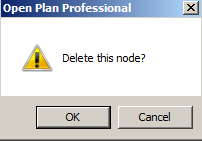 Open Plan Professional
Delete this node?
OK
Cancel